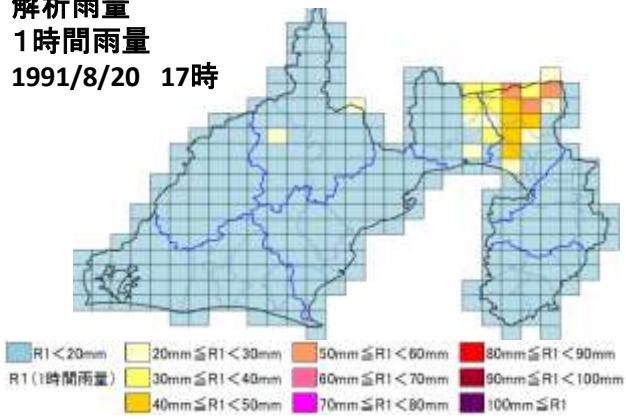 解析雨量
1時間雨量
1991/8/20 17時
R1<20mm 20mm≦R1<30mm 50mm≦R1<60mm 80mm≦R1<90mm
R1(1時間雨量) 30mm≦R1<40mm 60mm≦R1<70mm 90mm≦R1<100mm
40mm≦R1<50mm 70mm≦R1<80mm 100mm≦R1